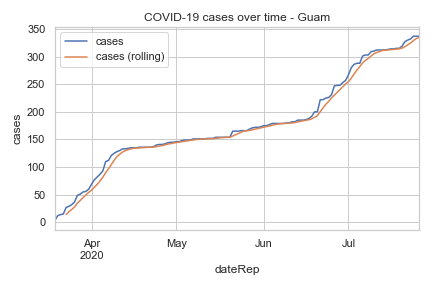 COVID-19 cases over time - Guam
cases
cases (rolling)
350
300
250
200
150
100
50
0
cases
Apr
2020
May
Jun
Jul
dateRep